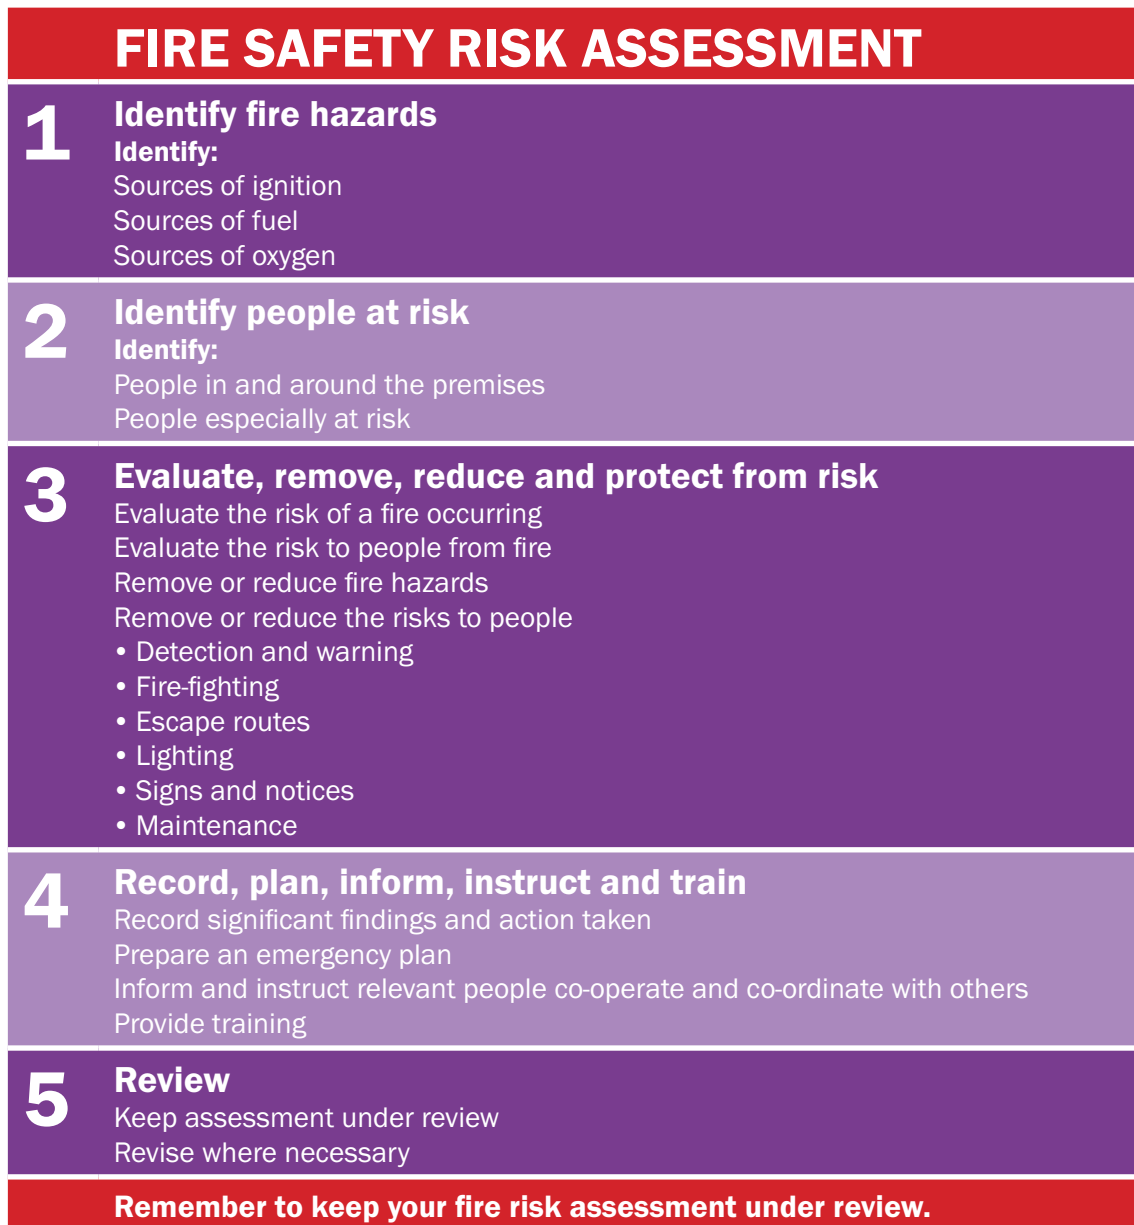 FIRE SAFETY RISK ASSESSMENT
1
Identify fire hazards
Identify:
Sources of ignition
Sources of fuel
Sources of oxygen
2
Identify people at risk
Identify:
People in and around the premises
People especially at risk
3
Evaluate, remove, reduce and protect from risk
Evaluate the risk of a fire occurring
Evaluate the risk to people from fire
Remove or reduce fire hazards
Remove or reduce the risks to people
• Detection and warning
• Fire-fighting
• Escape routes
• Lighting
• Signs and notices
• Maintenance
4
Record, plan, inform, instruct and train
Record significant findings and action taken
Prepare an emergency plan
Inform and instruct relevant people co-operate and co-ordinate with others
Provide training
5
Review
Keep assessment under review
Revise where necessary
Remember to keep your fire risk assessment under review.